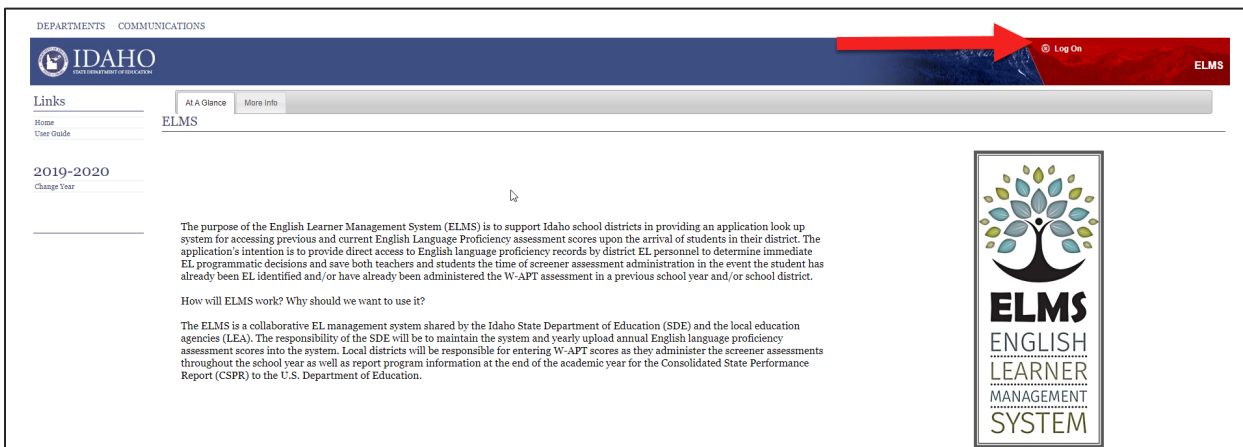 DEPARTMENTS COMMUNICATIONS
IDAHO
STATE DEPARTMENT OF EDUCATION
Log On
ELMS
Links
Home
User Guide
2019-2020
Change Year
At A Glance More Info
ELMS
The purpose of the English Learner Management System (ELMS) is to support Idaho school districts in providing an application look up
system for accessing previous and current English Language Proficiency assessment scores upon the arrival of students in their district. The
application's intention is to provide direct access to English language proficiency records by district EL personnel to determine immediate
EL programmatic decisions and save both teachers and students the time of screener assessment administration in the event the student has
already been EL identified and/or have already been administered the W-APT assessment in a previous school year and/or school district.
How will ELMS work? Why should we want to use it?
The ELMS is a collaborative EL management system shared by the Idaho State Department of Education (SDE) and the local education
agencies (LEA). The responsibility of the SDE will be to maintain the system and yearly upload annual English language proficiency
assessment scores into the system. Local districts will be responsible for entering W-APT scores as they administer the screener assessments
throughout the school year as well as report program information at the end of the academic year for the Consolidated State Performance
Report (CSPR) to the U.S. Department of Education.
ELMS
ENGLISH
LEARNER
MANAGEMENT
SYSTEM